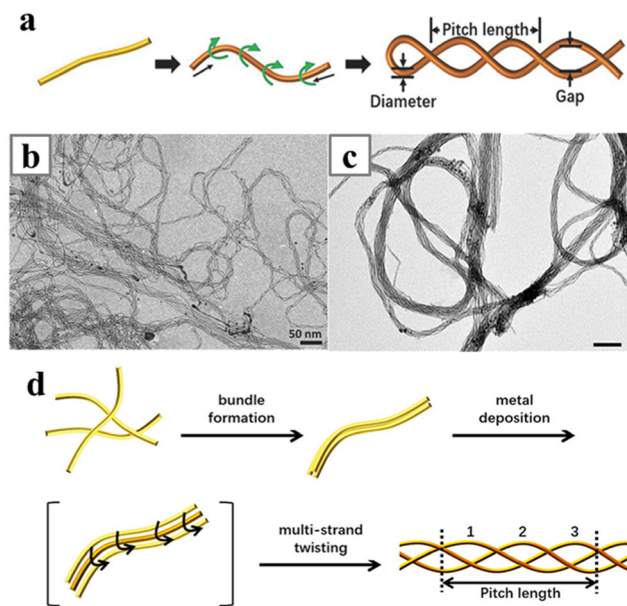 a
Pitch length
Diameter
Gap
b
50 nm
c
d
bundle
formation
metal
deposition
multi-strand
twisting
1 2 3
Pitch length